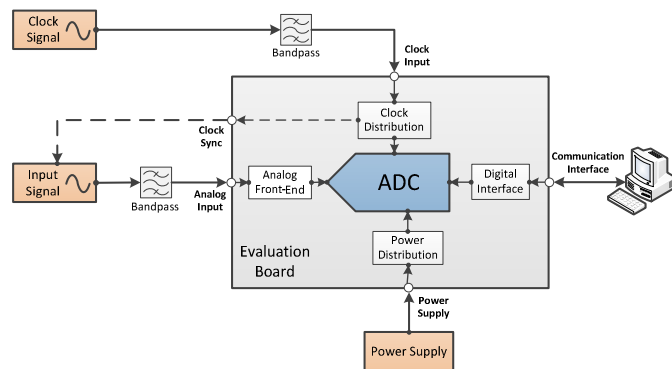 Clock
Signal
Bandpass
Clock
Input
Clock
Distribution
Clock
Sync
Input
Signal
Bandpass
Analog
Input
Analog
Front-End
ADC
Digital
Interface
Communication
Interface
Power
Distribution
Evaluation
Board
Power
Supply
Power Supply